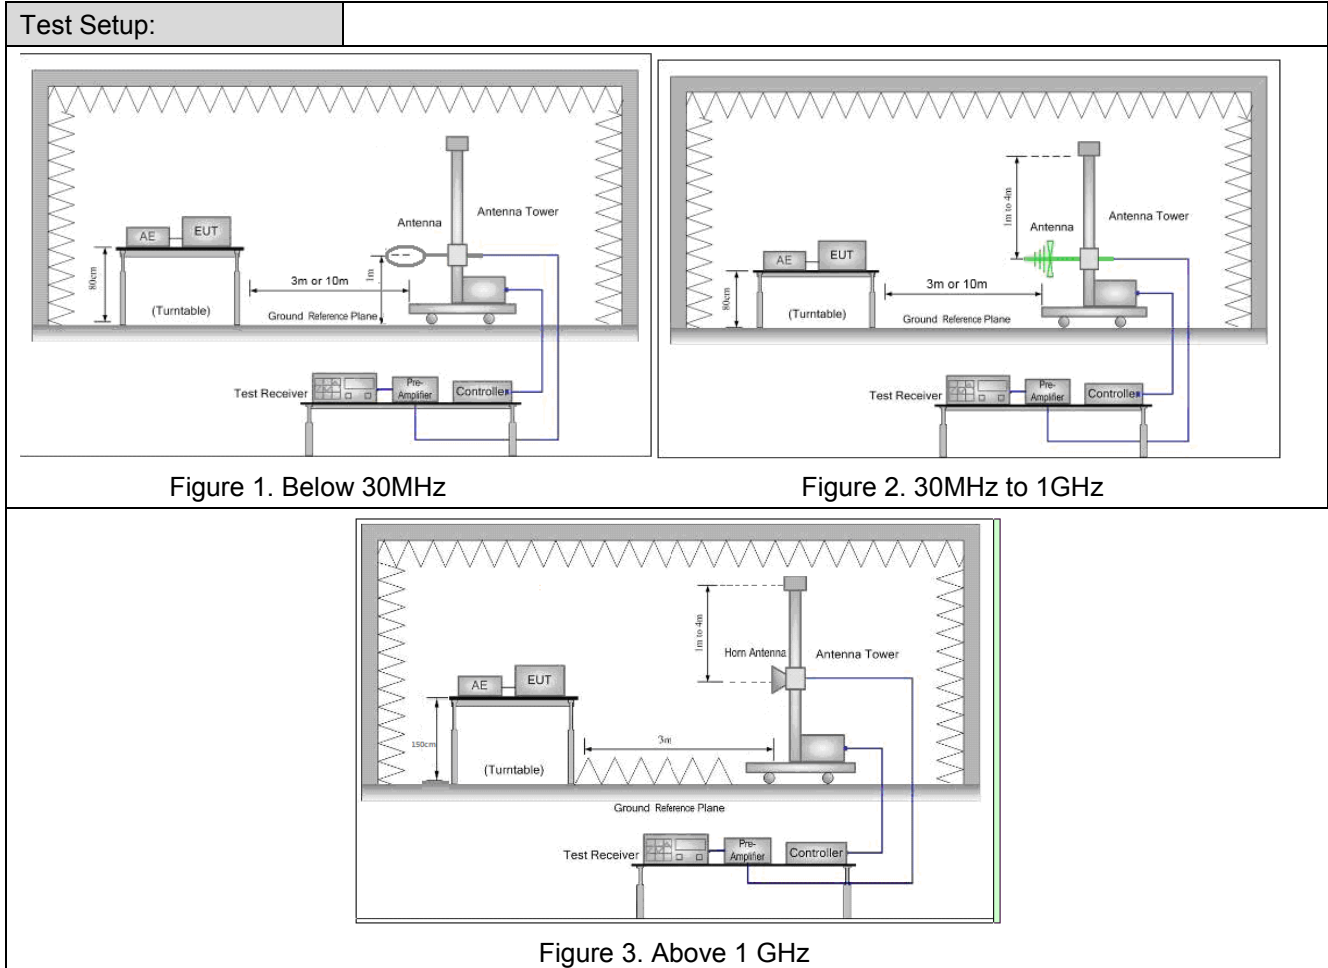 Test Setup:
Antenna
Antenna Tower
AE
EUT
80cm
1m
3m or 10m
(Turntable)
Ground Reference Plane
Test Receiver
Pre-
Amplifier
Controller
Figure 1. Below 30MHz
1m to 4m
Antenna
Antenna Tower
AE
EUT
80cm
3m or 10m
(Turntable)
Ground Reference Plane
Test Receiver
Pre-
Amplifier
Controller
Figure 2. 30MHz to 1GHz
1m to 4m
Horn Antenna
Antenna Tower
AE
EUT
150cm
3m
(Turntable)
Ground Reference Plane
Test Receiver
Pre-
Amplifier
Controller
Figure 3. Above 1 GHz